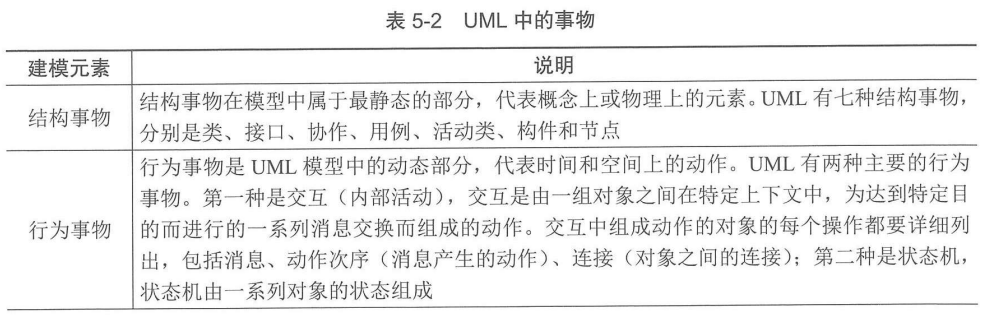 表 5-2 UML 中的事物
建模元素 说明
结构事物 结构事物在模型中属于最静态的部分，代表概念上或物理上的元素。UML 有七种结构事物，
分别是类、接口、协作、用例、活动类、构件和节点
行为事物是 UML 模型中的动态部分，代表时间和空间上的动作。UML 有两种主要的行为
事物。第一种是交互（内部活动），交互是由一组对象之间在特定上下文中，为达到特定目
行为事物 的而进行的一系列消息交换而组成的动作。交互中组成动作的对象的每个操作都要详细列
出，包括消息、动作次序（消息产生的动作）、连接（对象之间的连接）；第二种是状态机，
状态机由一系列对象的状态组成